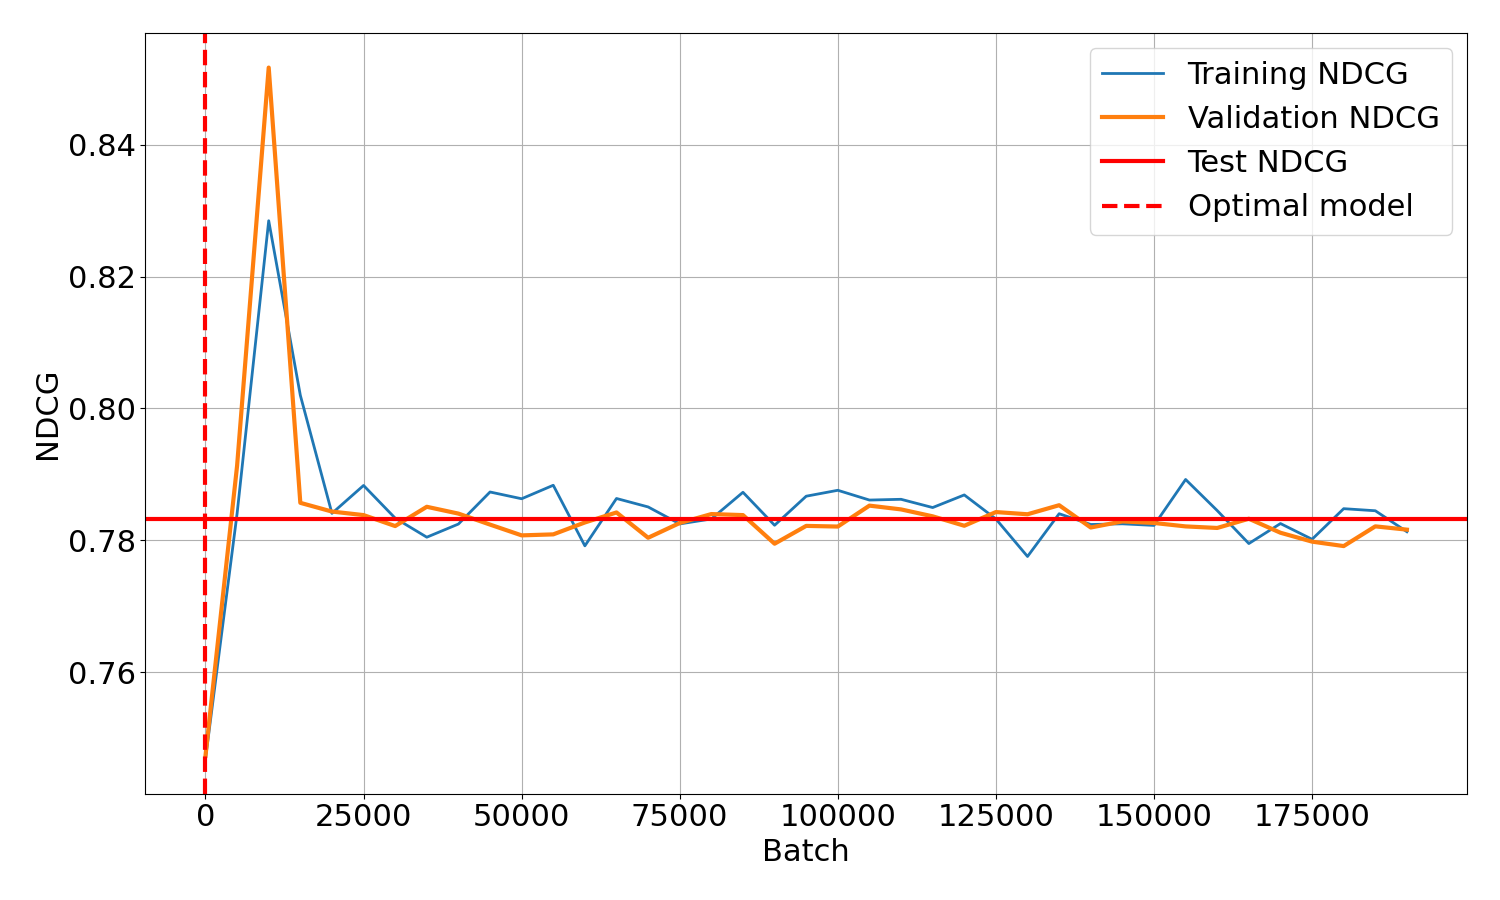 Training NDCG
Validation NDCG
Test NDCG
Optimal model
NDCG
0.84
0.82
0.80
0.78
0.76
0 25000 50000 75000 100000 125000 150000 175000
Batch